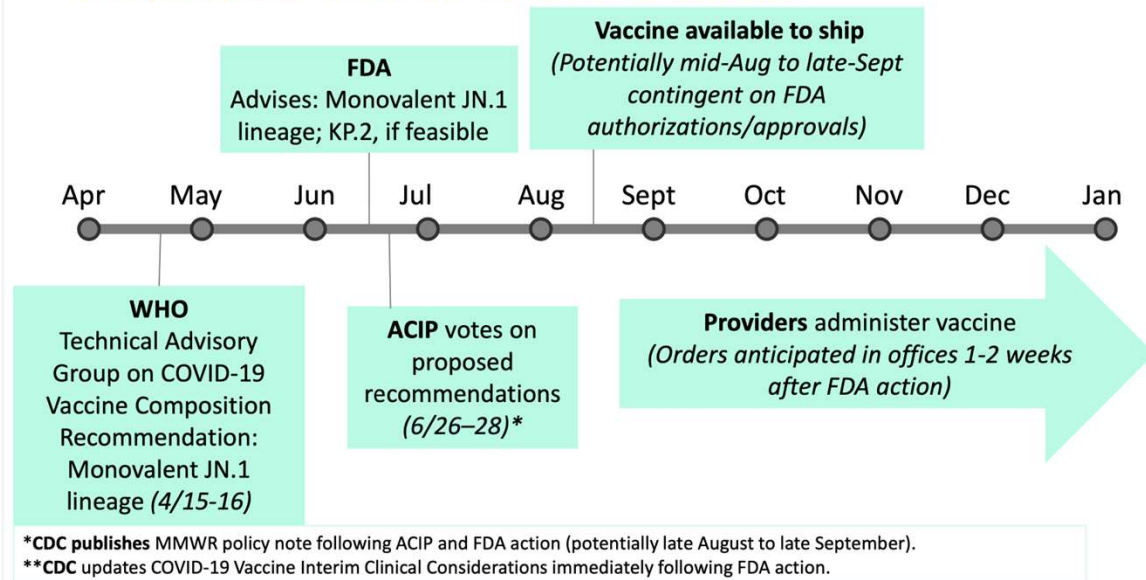 Vaccine available to ship
(Potentially mid-Aug to late-Sept
contingent on FDA
authorizations/approvals)
FDA
Advises: Monovalent JN.1
lineage; KP.2, if feasible
Apr May Jun Jul Aug Sept Oct Nov Dec Jan
WHO
Technical Advisory
Group on COVID-19
Vaccine Composition
Recommendation:
Monovalent JN.1
lineage (4/15-16)
ACIP votes on
proposed
recommendations
(6/26–28)*
Providers administer vaccine
(Orders anticipated in offices 1-2 weeks
after FDA action)
*CDC publishes MMWR policy note following ACIP and FDA action (potentially late August to late September).
**CDC updates COVID-19 Vaccine Interim Clinical Considerations immediately following FDA action.